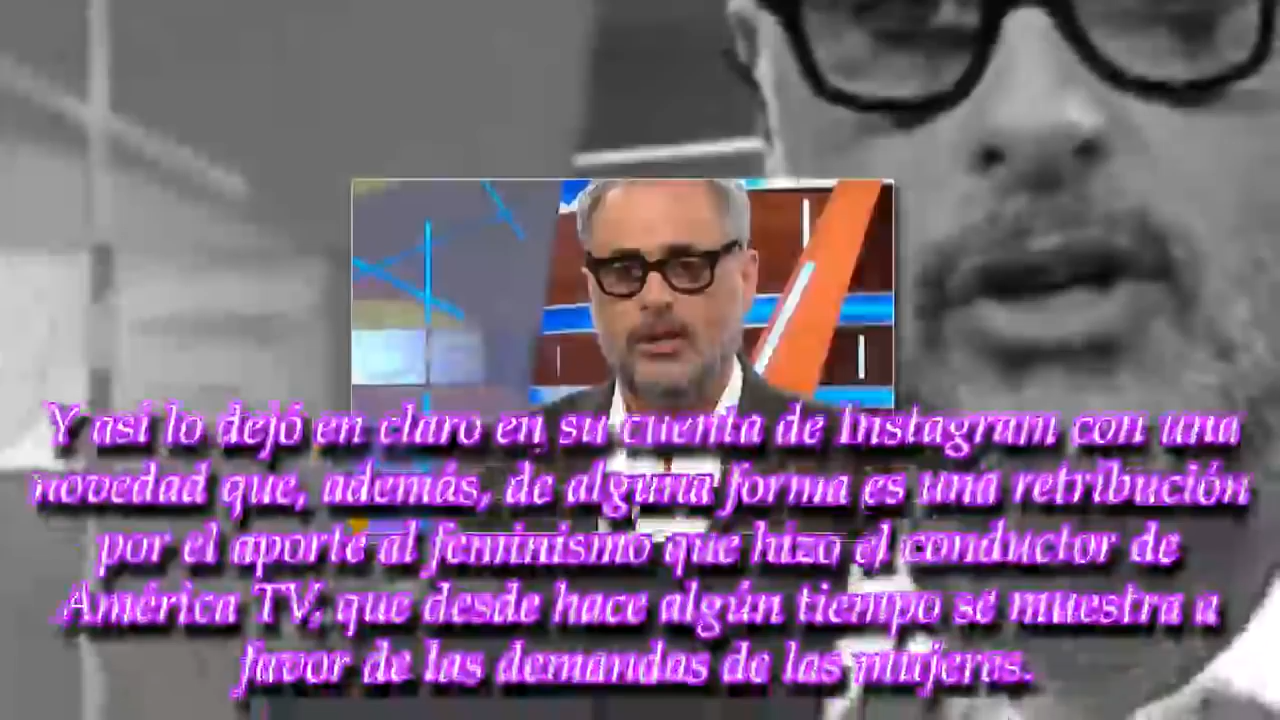 Y así lo dejó en claro en su cuenta de Instagram con una
novedad que, además, de alguna forma es una retribución
por el aporte al feminismo que hizo el conductor de
América TV, que desde hace algún tiempo se muestra a
favor de las demandas de las mujeres.